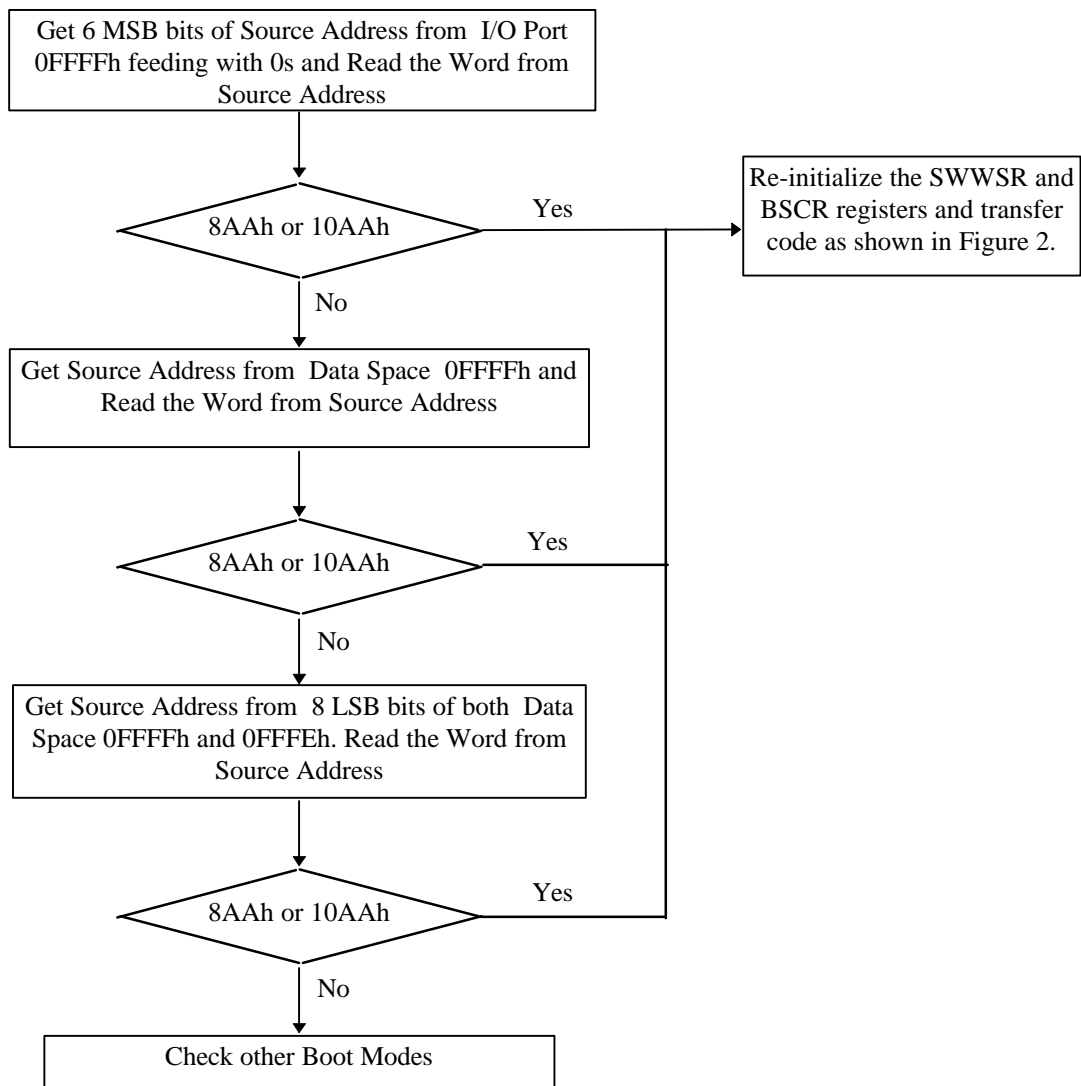 Get 6 MSB bits of Source Address from I/O Port
0FFFFh feeding with 0s and Read the Word from
Source Address
8AAh or 10AAh
Yes
Re-initialize the SWWSR and
BSCR registers and transfer
code as shown in Figure 2.
No
Get Source Address from Data Space 0FFFFh and
Read the Word from Source Address
8AAh or 10AAh
Yes
No
Get Source Address from 8 LSB bits of both Data
Space 0FFFFh and 0FFFEh. Read the Word from
Source Address
8AAh or 10AAh
Yes
No
Check other Boot Modes